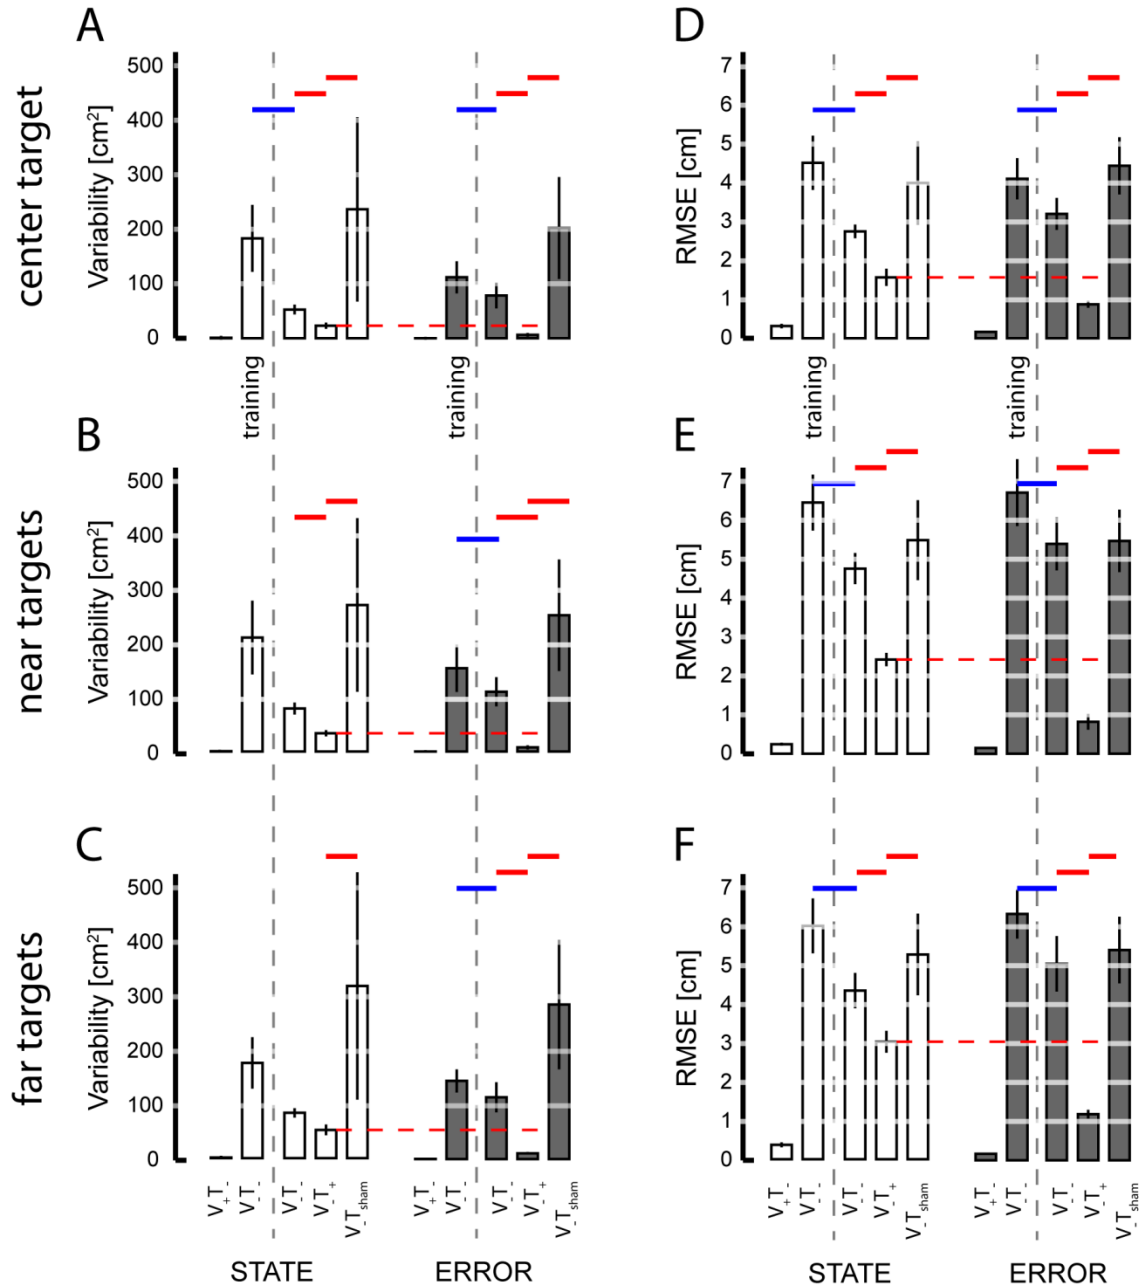 A
center target
Variability [cm²]
500
400
300
200
100
0
training
training
D
RMSE [cm]
7
6
5
4
3
2
1
0
training
training
B
near targets
Variability [cm²]
500
400
300
200
100
0
E
RMSE [cm]
7
6
5
4
3
2
1
0
C
far targets
Variability [cm²]
500
400
300
200
100
0
V₊T₋
V₋T₋
V₋T₋
V₋T₊
V₋Tsham
V₊T₋
V₋T₋
V₋T₋
V₋T₊
V₋Tsham
STATE
ERROR
F
RMSE [cm]
7
6
5
4
3
2
1
0
V₊T₋
V₋T₋
V₋T₋
V₋T₊
V₋Tsham
V₊T₋
V₋T₋
V₋T₋
V₋T₊
V₋Tsham
STATE
ERROR